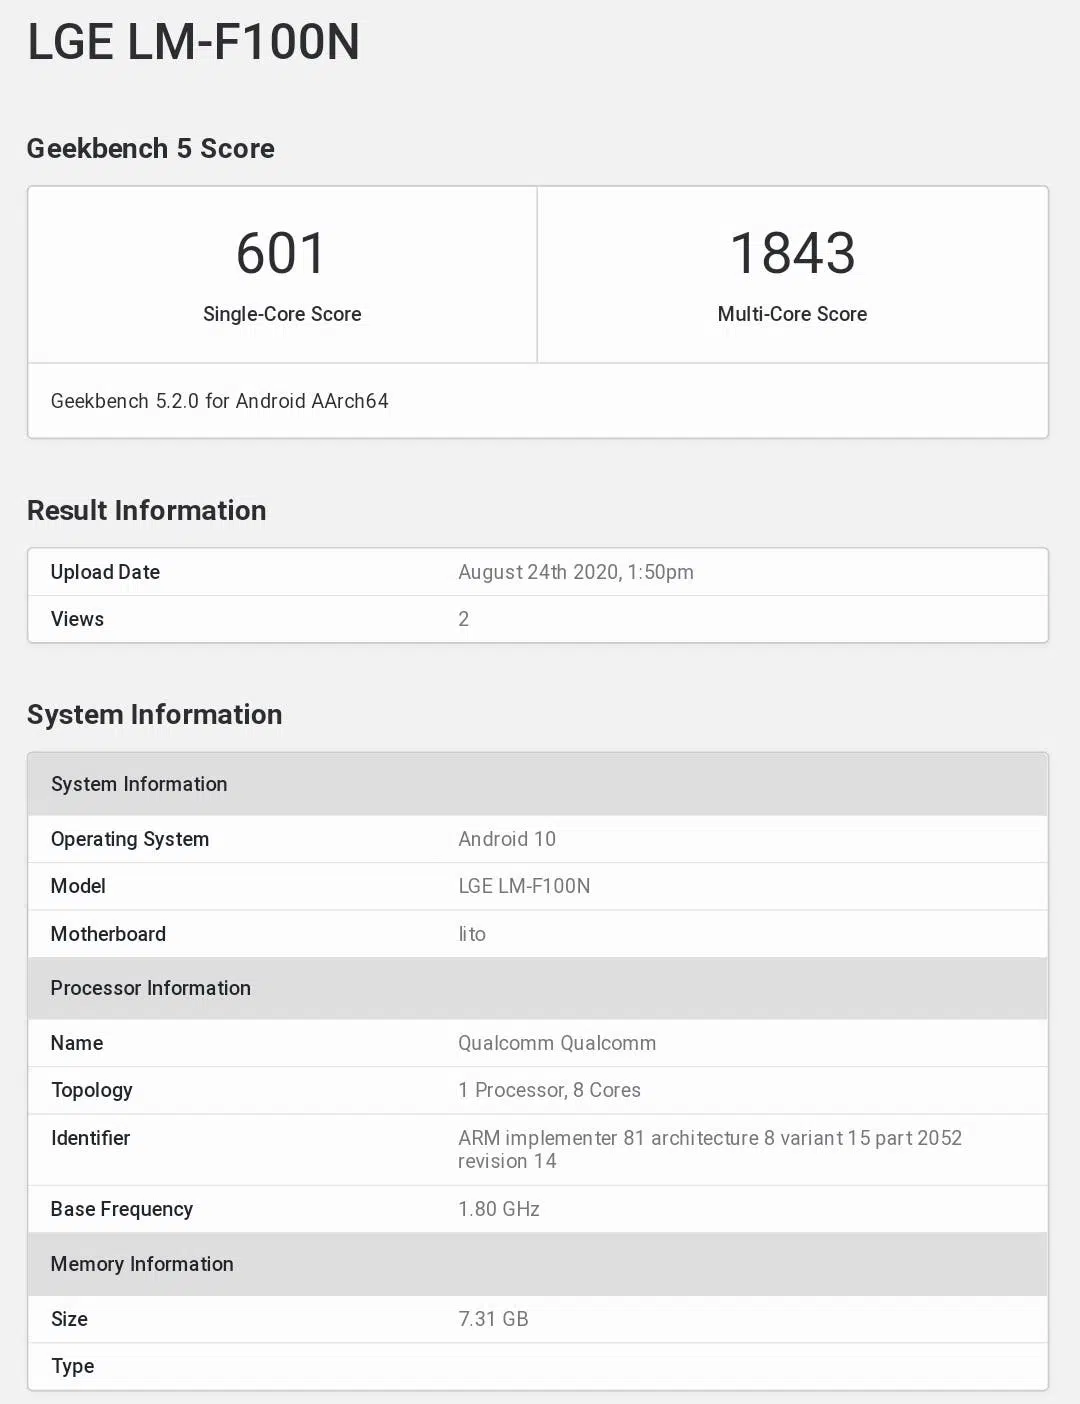 LGE LM-F100N
Geekbench 5 Score
601
Single-Core Score
1843
Multi-Core Score
Geekbench 5.2.0 for Android AArch64
Result Information
Upload Date August 24th 2020, 1:50pm
Views 2
System Information
System Information
Operating System Android 10
Model LGE LM-F100N
Motherboard lito
Processor Information
Name Qualcomm Qualcomm
Topology 1 Processor, 8 Cores
Identifier ARM implementer 81 architecture 8 variant 15 part 2052
revision 14
Base Frequency 1.80 GHz
Memory Information
Size 7.31 GB
Type